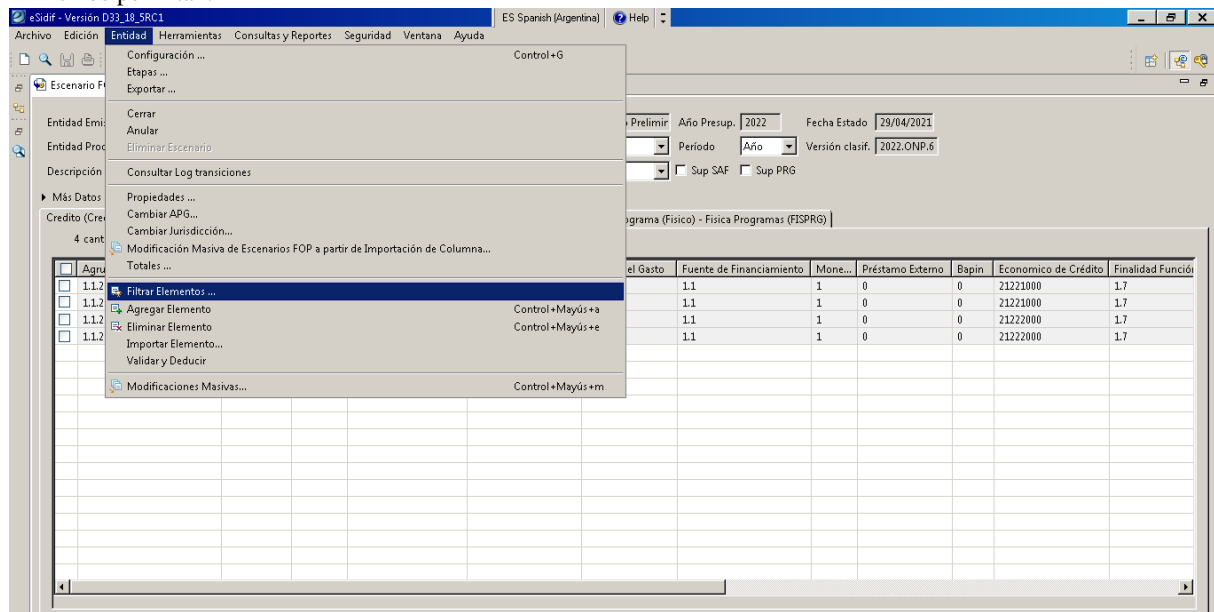 eSidif - Versión D33_18_5RC1 ES Spanish (Argentina) Help
Archivo Edición Entidad Herramientas Consultas y Reportes Seguridad Ventana Ayuda
Configuración ... Control+G
Etapas ...
Exportar ...
Cerrar
Anular
Eliminar Escenario
Consultar Log transiciones
Propiedades ...
Cambiar APG...
Cambiar Jurisdicción...
Modificación Masiva de Escenarios FOP a partir de Importación de Columna...
Totales ...
Filtrar Elementos ...
Agregar Elemento Control+Mayús+a
Eliminar Elemento Control+Mayús+e
Importar Elemento...
Validar y Deducir
Modificaciones Masivas... Control+Mayús+m
Escenario F
Entidad Emi Prelimir Año Presup. 2022 Fecha Estado 29/04/2021
Entidad Proc Período Año Versión clasif. 2022.ONP.6
Descripción Sup SAF Sup PRG
Más Datos
Credito (Cre ograma (Fisico) - Fisica Programas (FISPRG)
4 cant
Agru el Gasto Fuente de Financiamiento Mone... Préstamo Externo Bapin Economico de Crédito Finalidad Función
1.1.2 1.1 1 0 0 21221000 1.7
1.1.2 1.1 1 0 0 21221000 1.7
1.1.2 1.1 1 0 0 21222000 1.7
1.1.2 1.1 1 0 0 21222000 1.7